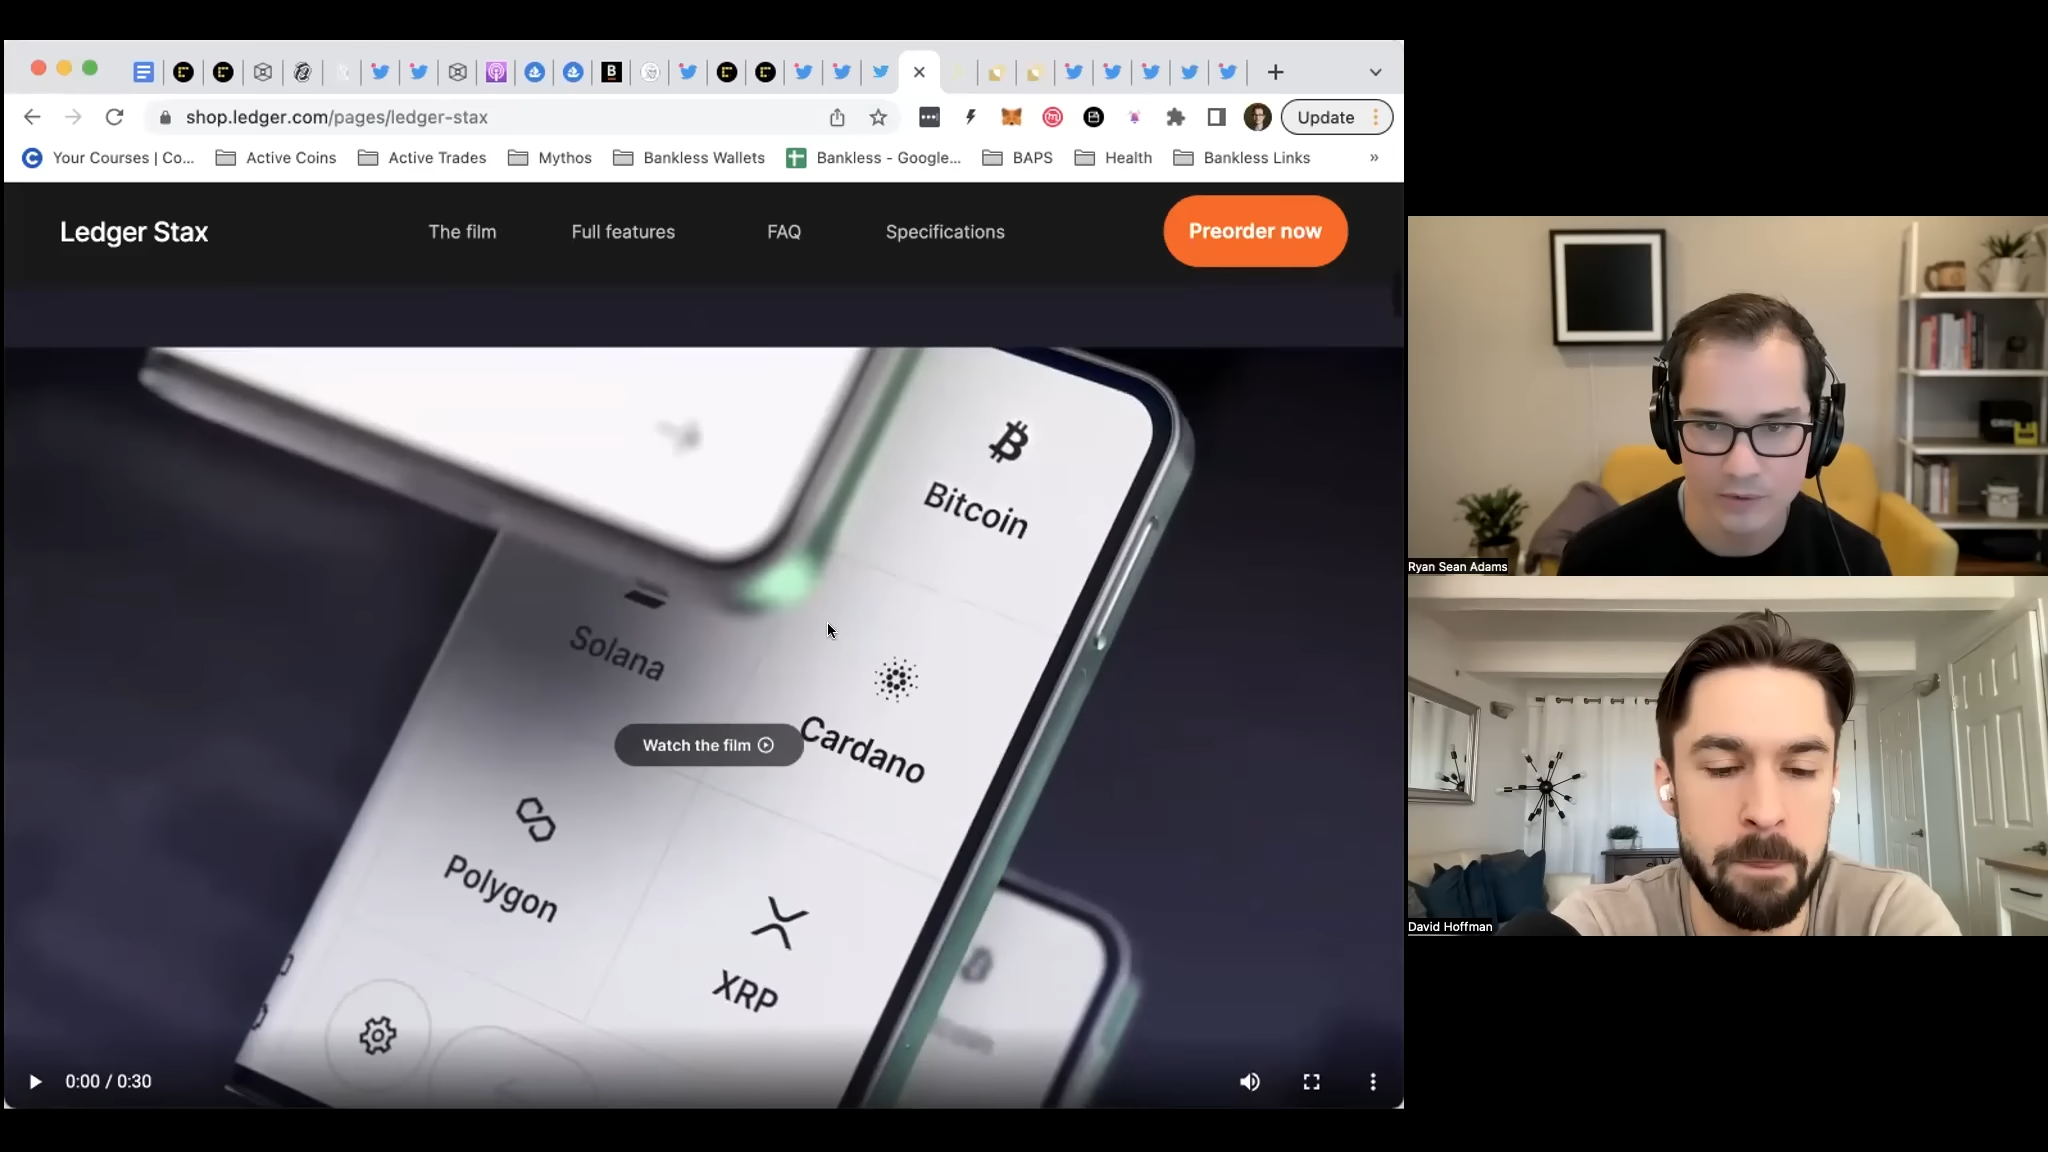 shop.ledger.com/pages/ledger-stax
Update
Your Courses | Co...
Active Coins
Active Trades
Mythos
Bankless Wallets
Bankless - Google...
BAPS
Health
Bankless Links
»
Ledger Stax
The film
Full features
FAQ
Specifications
Preorder now
Bitcoin
Solana
Cardano
Watch the film
Polygon
XRP
0:00 / 0:30
Ryan Sean Adams
David Hoffman